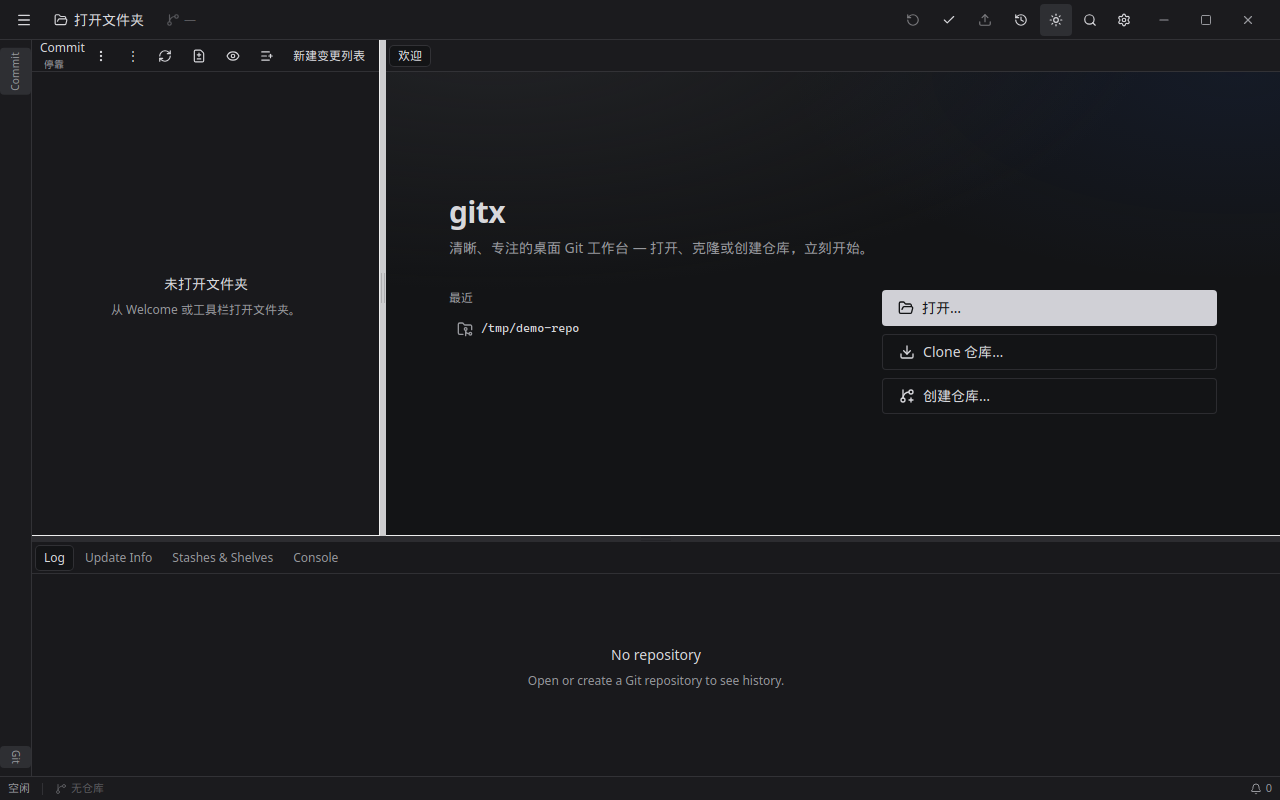 打开文件夹
—
Commit
Commit
停靠
新建变更列表
欢迎
gitx
清晰、专注的桌面 Git 工作台 — 打开、克隆或创建仓库，立刻开始。
未打开文件夹
从 Welcome 或工具栏打开文件夹。
最近
/tmp/demo-repo
打开...
Clone 仓库...
创建仓库...
Log Update Info Stashes & Shelves Console
No repository
Open or create a Git repository to see history.
Git
空闲 无仓库 0